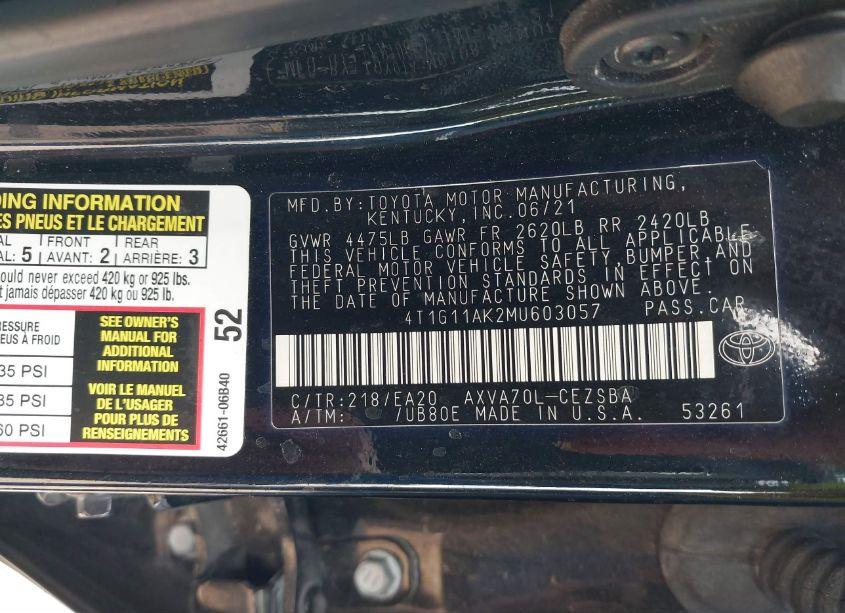 DING INFORMATION
ES PNEUS ET LE CHARGEMENT
AL FRONT REAR
AL: 5 AVANT: 2 ARRIÈRE: 3
ould never exceed 420 kg or 925 lbs.
t jamais dépasser 420 kg ou 925 lb.
RESSURE
EUS À FROID
35 PSI
35 PSI
60 PSI
SEE OWNER'S
MANUAL FOR
ADDITIONAL
INFORMATION
VOIR LE MANUEL
DE L'USAGER
POUR PLUS DE
RENSEIGNEMENTS
52
42661-06B40
MFD.BY:TOYOTA MOTOR MANUFACTURING,
KENTUCKY, INC.06/21
GVWR 4475LB GAWR FR 2620LB RR 2420LB
THIS VEHICLE CONFORMS TO ALL APPLICABLE
FEDERAL MOTOR VEHICLE SAFETY, BUMPER, AND
THEFT PREVENTION STANDARDS IN EFFECT ON
THE DATE OF MANUFACTURE SHOWN ABOVE.
4T1G11AK2MU603057 PASS.CAR
C/TR:218/EA20 AXVA70L-CEZSBA
A/TM: /UB80E MADE IN U.S.A. 53261
TOYOTA